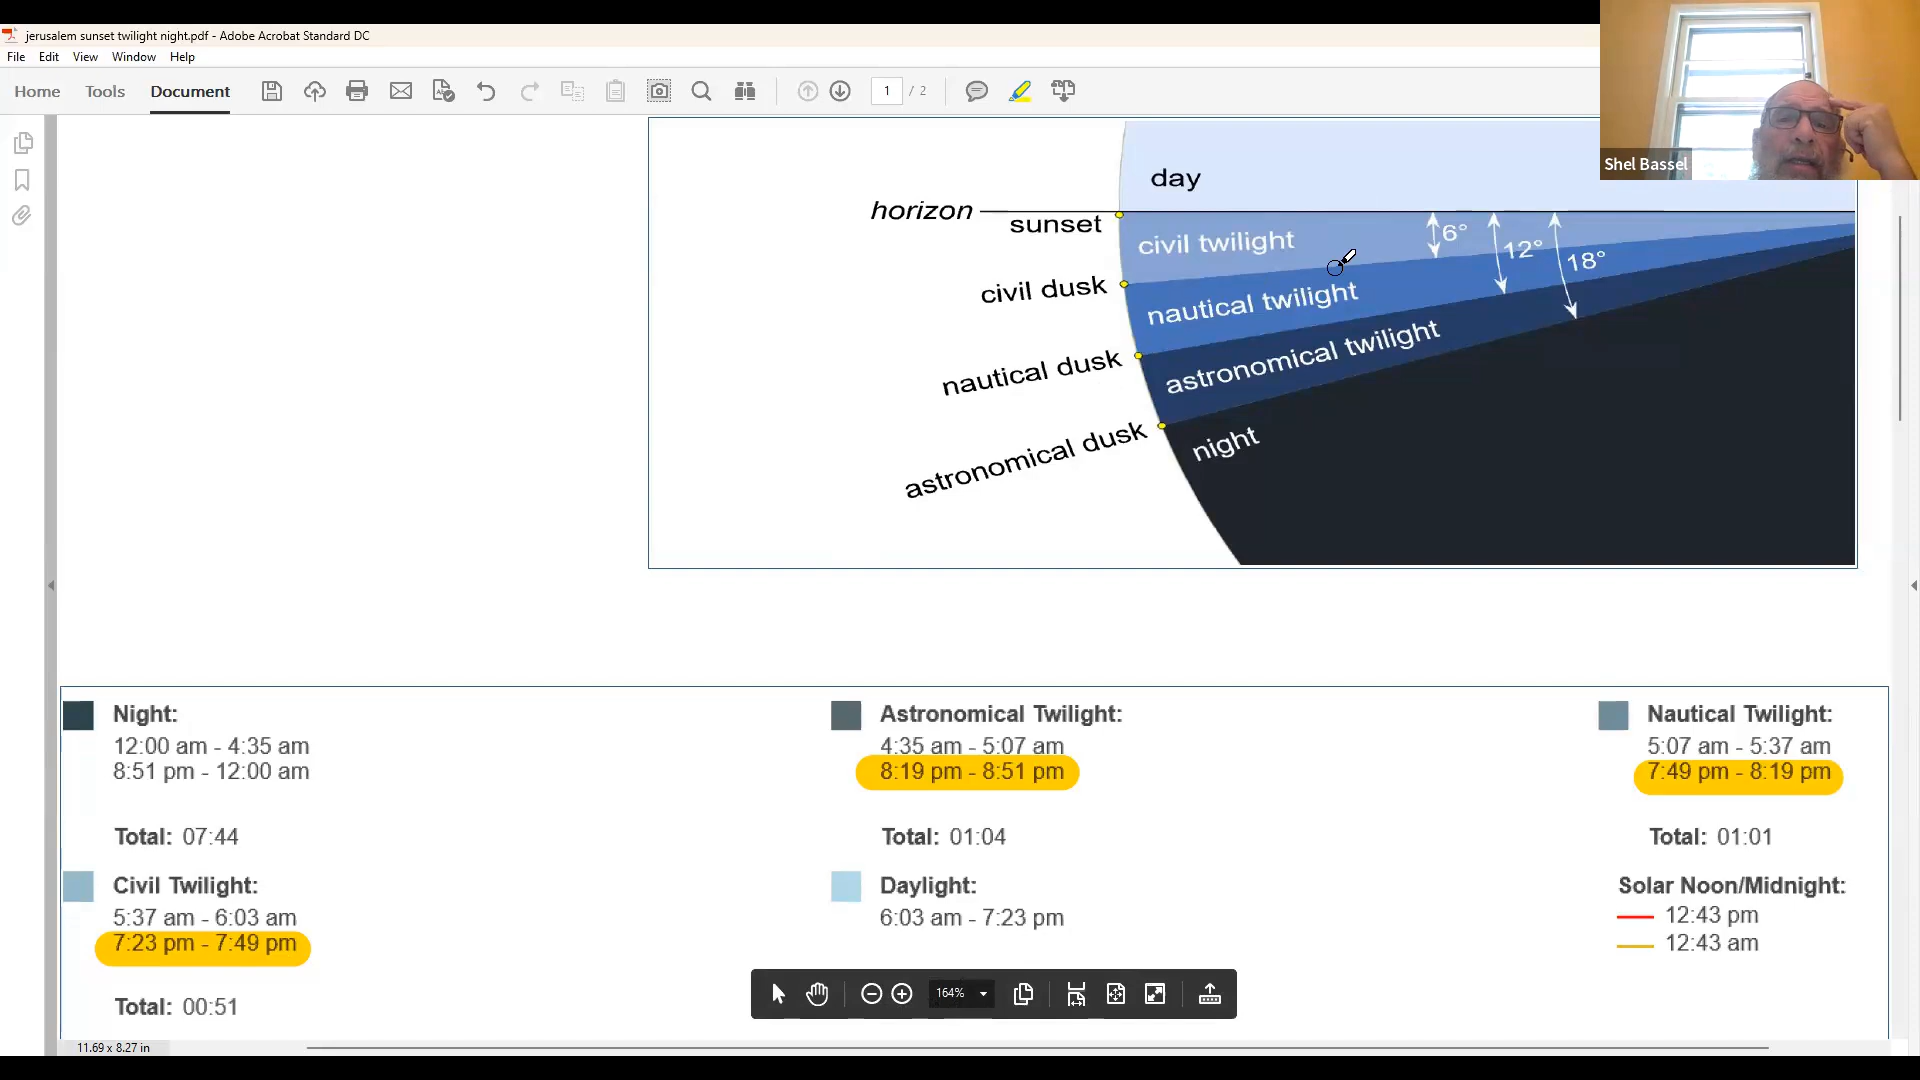 jerusalem sunset twilight night.pdf - Adobe Acrobat Standard DC
File Edit View Window Help
Home Tools Document 1 / 2
Shel Bassel
day
horizon
sunset
civil twilight
6°
12°
18°
civil dusk
nautical twilight
nautical dusk
astronomical twilight
astronomical dusk
night
Night:
12:00 am - 4:35 am
8:51 pm - 12:00 am
Total: 07:44
Astronomical Twilight:
4:35 am - 5:07 am
8:19 pm - 8:51 pm
Total: 01:04
Nautical Twilight:
5:07 am - 5:37 am
7:49 pm - 8:19 pm
Total: 01:01
Civil Twilight:
5:37 am - 6:03 am
7:23 pm - 7:49 pm
Total: 00:51
Daylight:
6:03 am - 7:23 pm
Solar Noon/Midnight:
12:43 pm
12:43 am
164%
11.69 x 8.27 in